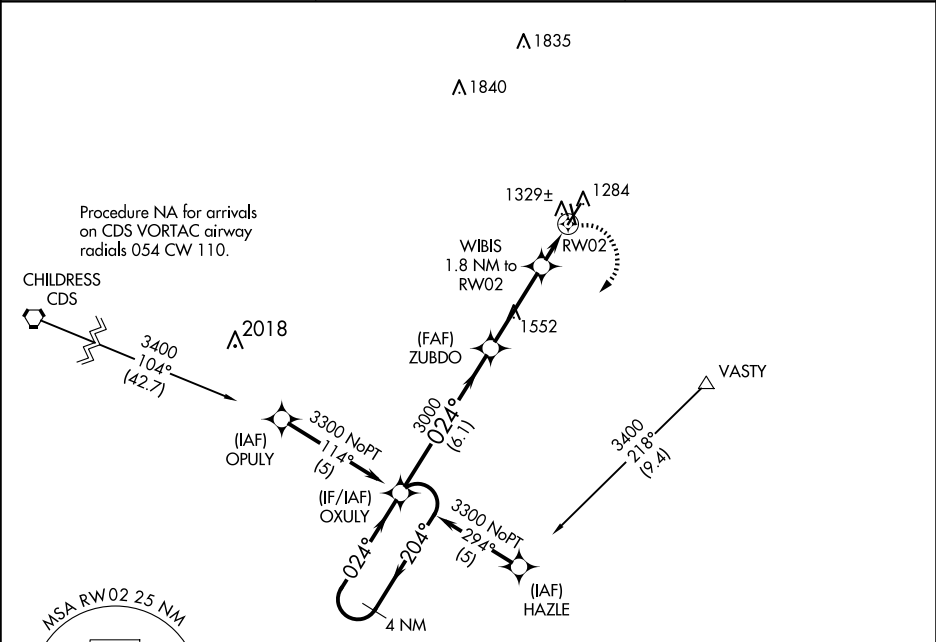 1835
1840
1329± 1284
Procedure NA for arrivals
on CDS VORTAC airway
radials 054 CW 110.
RW02
WIBIS
1.8 NM to
RW02
CHILDRESS
CDS
2018
1552
(FAF)
ZUBDO
3400
104°
(42.7)
VASTY
3000
024°
(6.1)
3400
218°
(9.4)
3300 NoPT
114°
(5)
(IAF)
OPULY
(IF/IAF)
OXULY
3300 NoPT
294°
(5)
024°
204°
(IAF)
HAZLE
4 NM
MSA RW02 25 NM